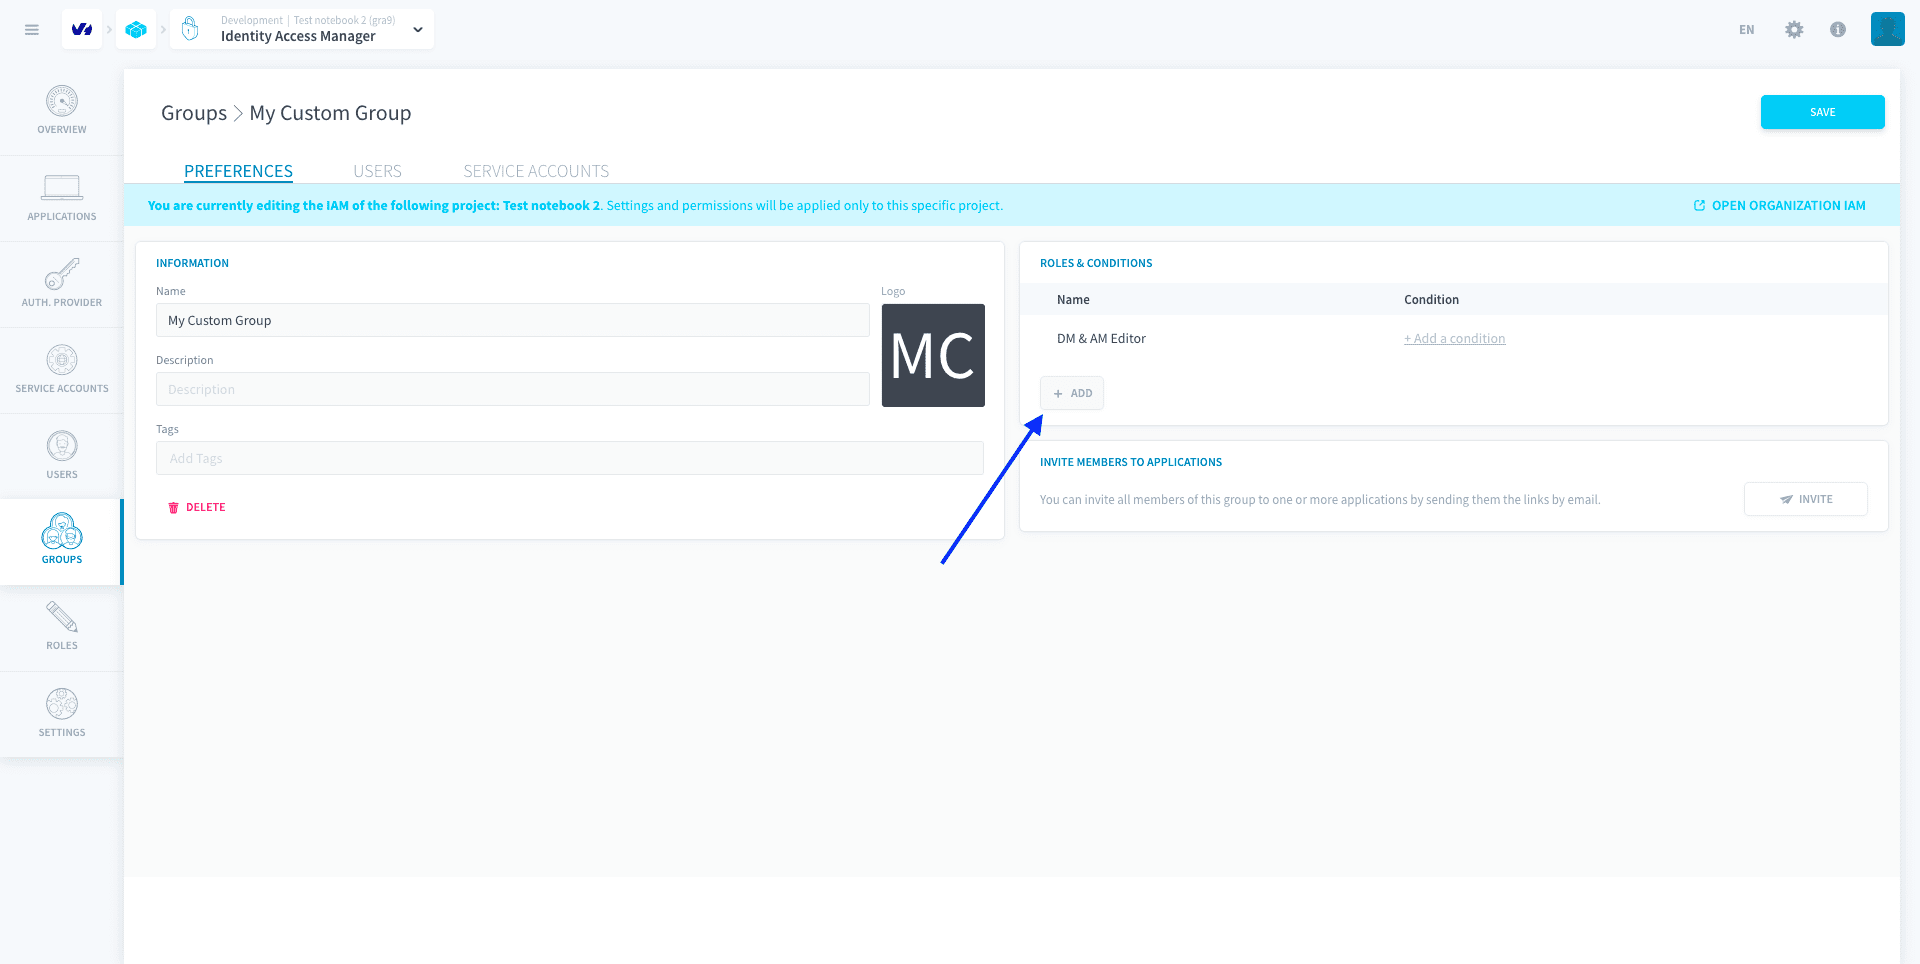 Development | Test notebook 2 (gra9)
Identity Access Manager
EN
OVERVIEW
APPLICATIONS
AUTH. PROVIDER
SERVICE ACCOUNTS
USERS
GROUPS
ROLES
SETTINGS
Groups > My Custom Group
SAVE
PREFERENCES USERS SERVICE ACCOUNTS
You are currently editing the IAM of the following project: Test notebook 2. Settings and permissions will be applied only to this specific project.
OPEN ORGANIZATION IAM
INFORMATION
Name
My Custom Group
Logo
MC
Description
Description
Tags
Add Tags
DELETE
ROLES & CONDITIONS
Name Condition
DM & AM Editor + Add a condition
+ ADD
INVITE MEMBERS TO APPLICATIONS
You can invite all members of this group to one or more applications by sending them the links by email.
INVITE